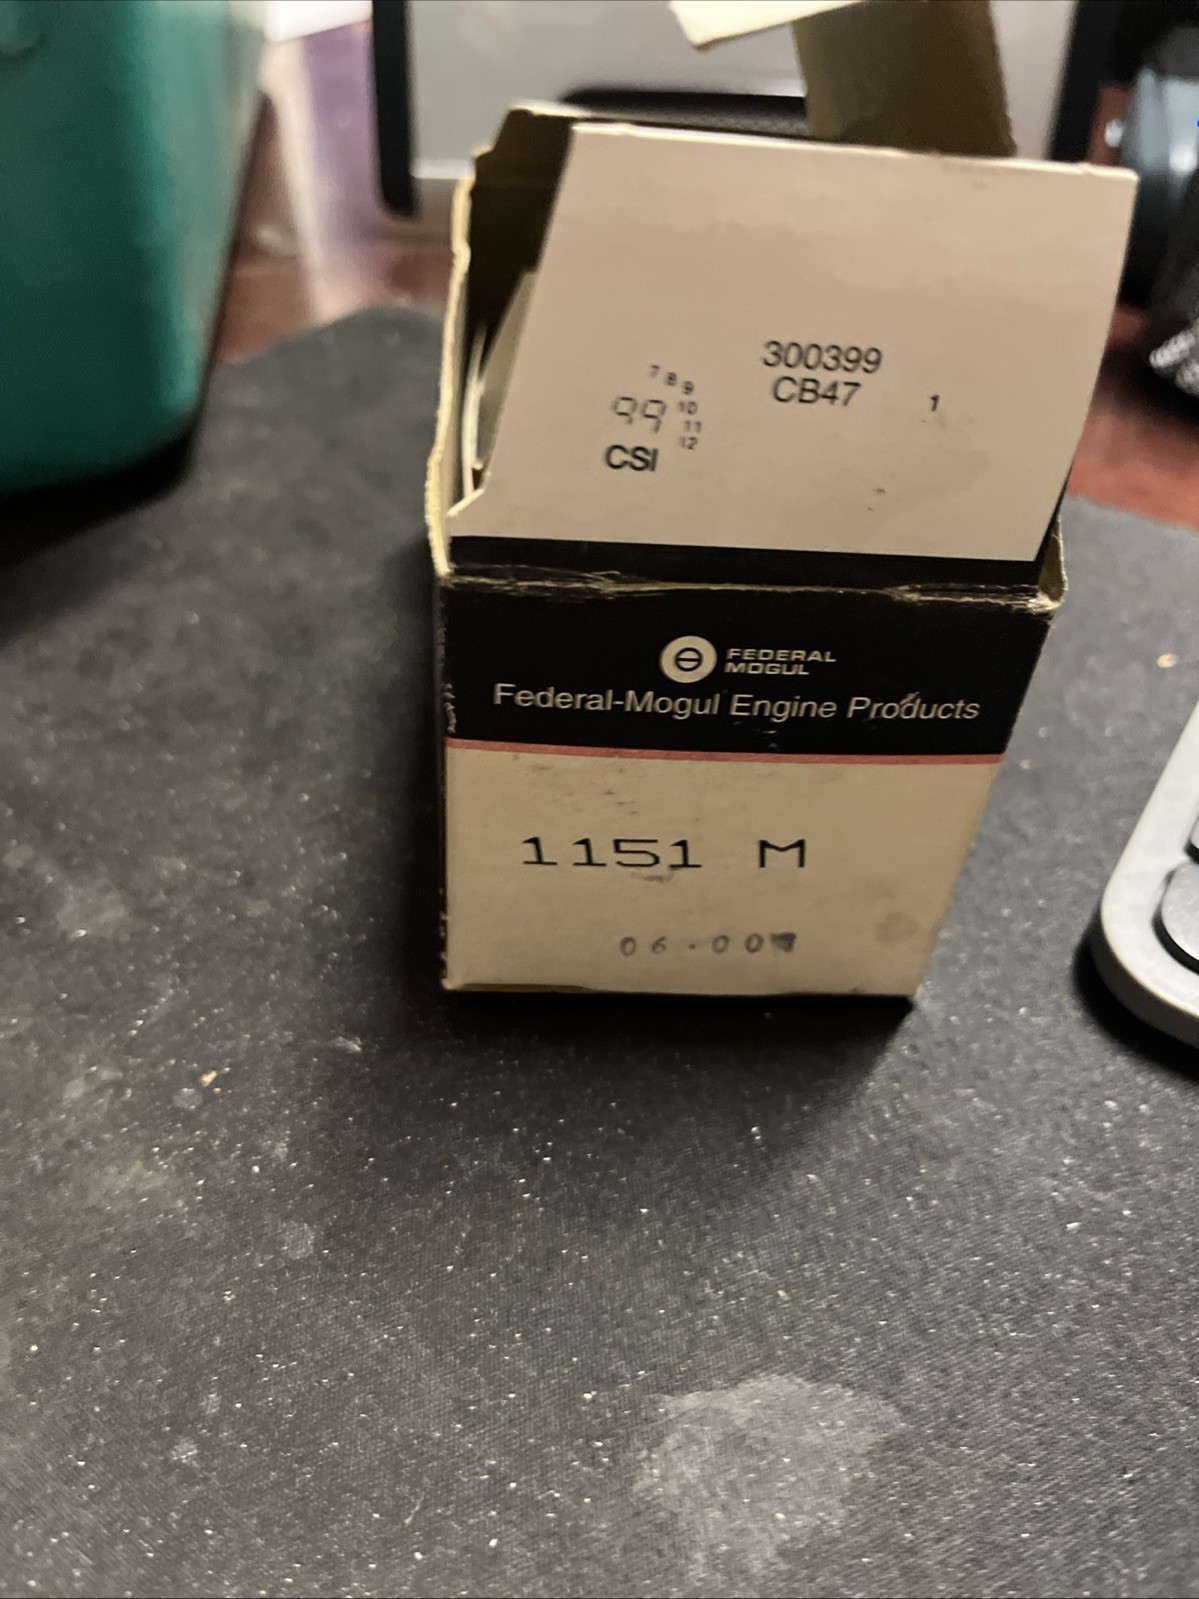 300399
CB47
1
7 8 9
10
11
12
99
CSI
FEDERAL
MOGUL
Federal-Mogul Engine Products
1151 M